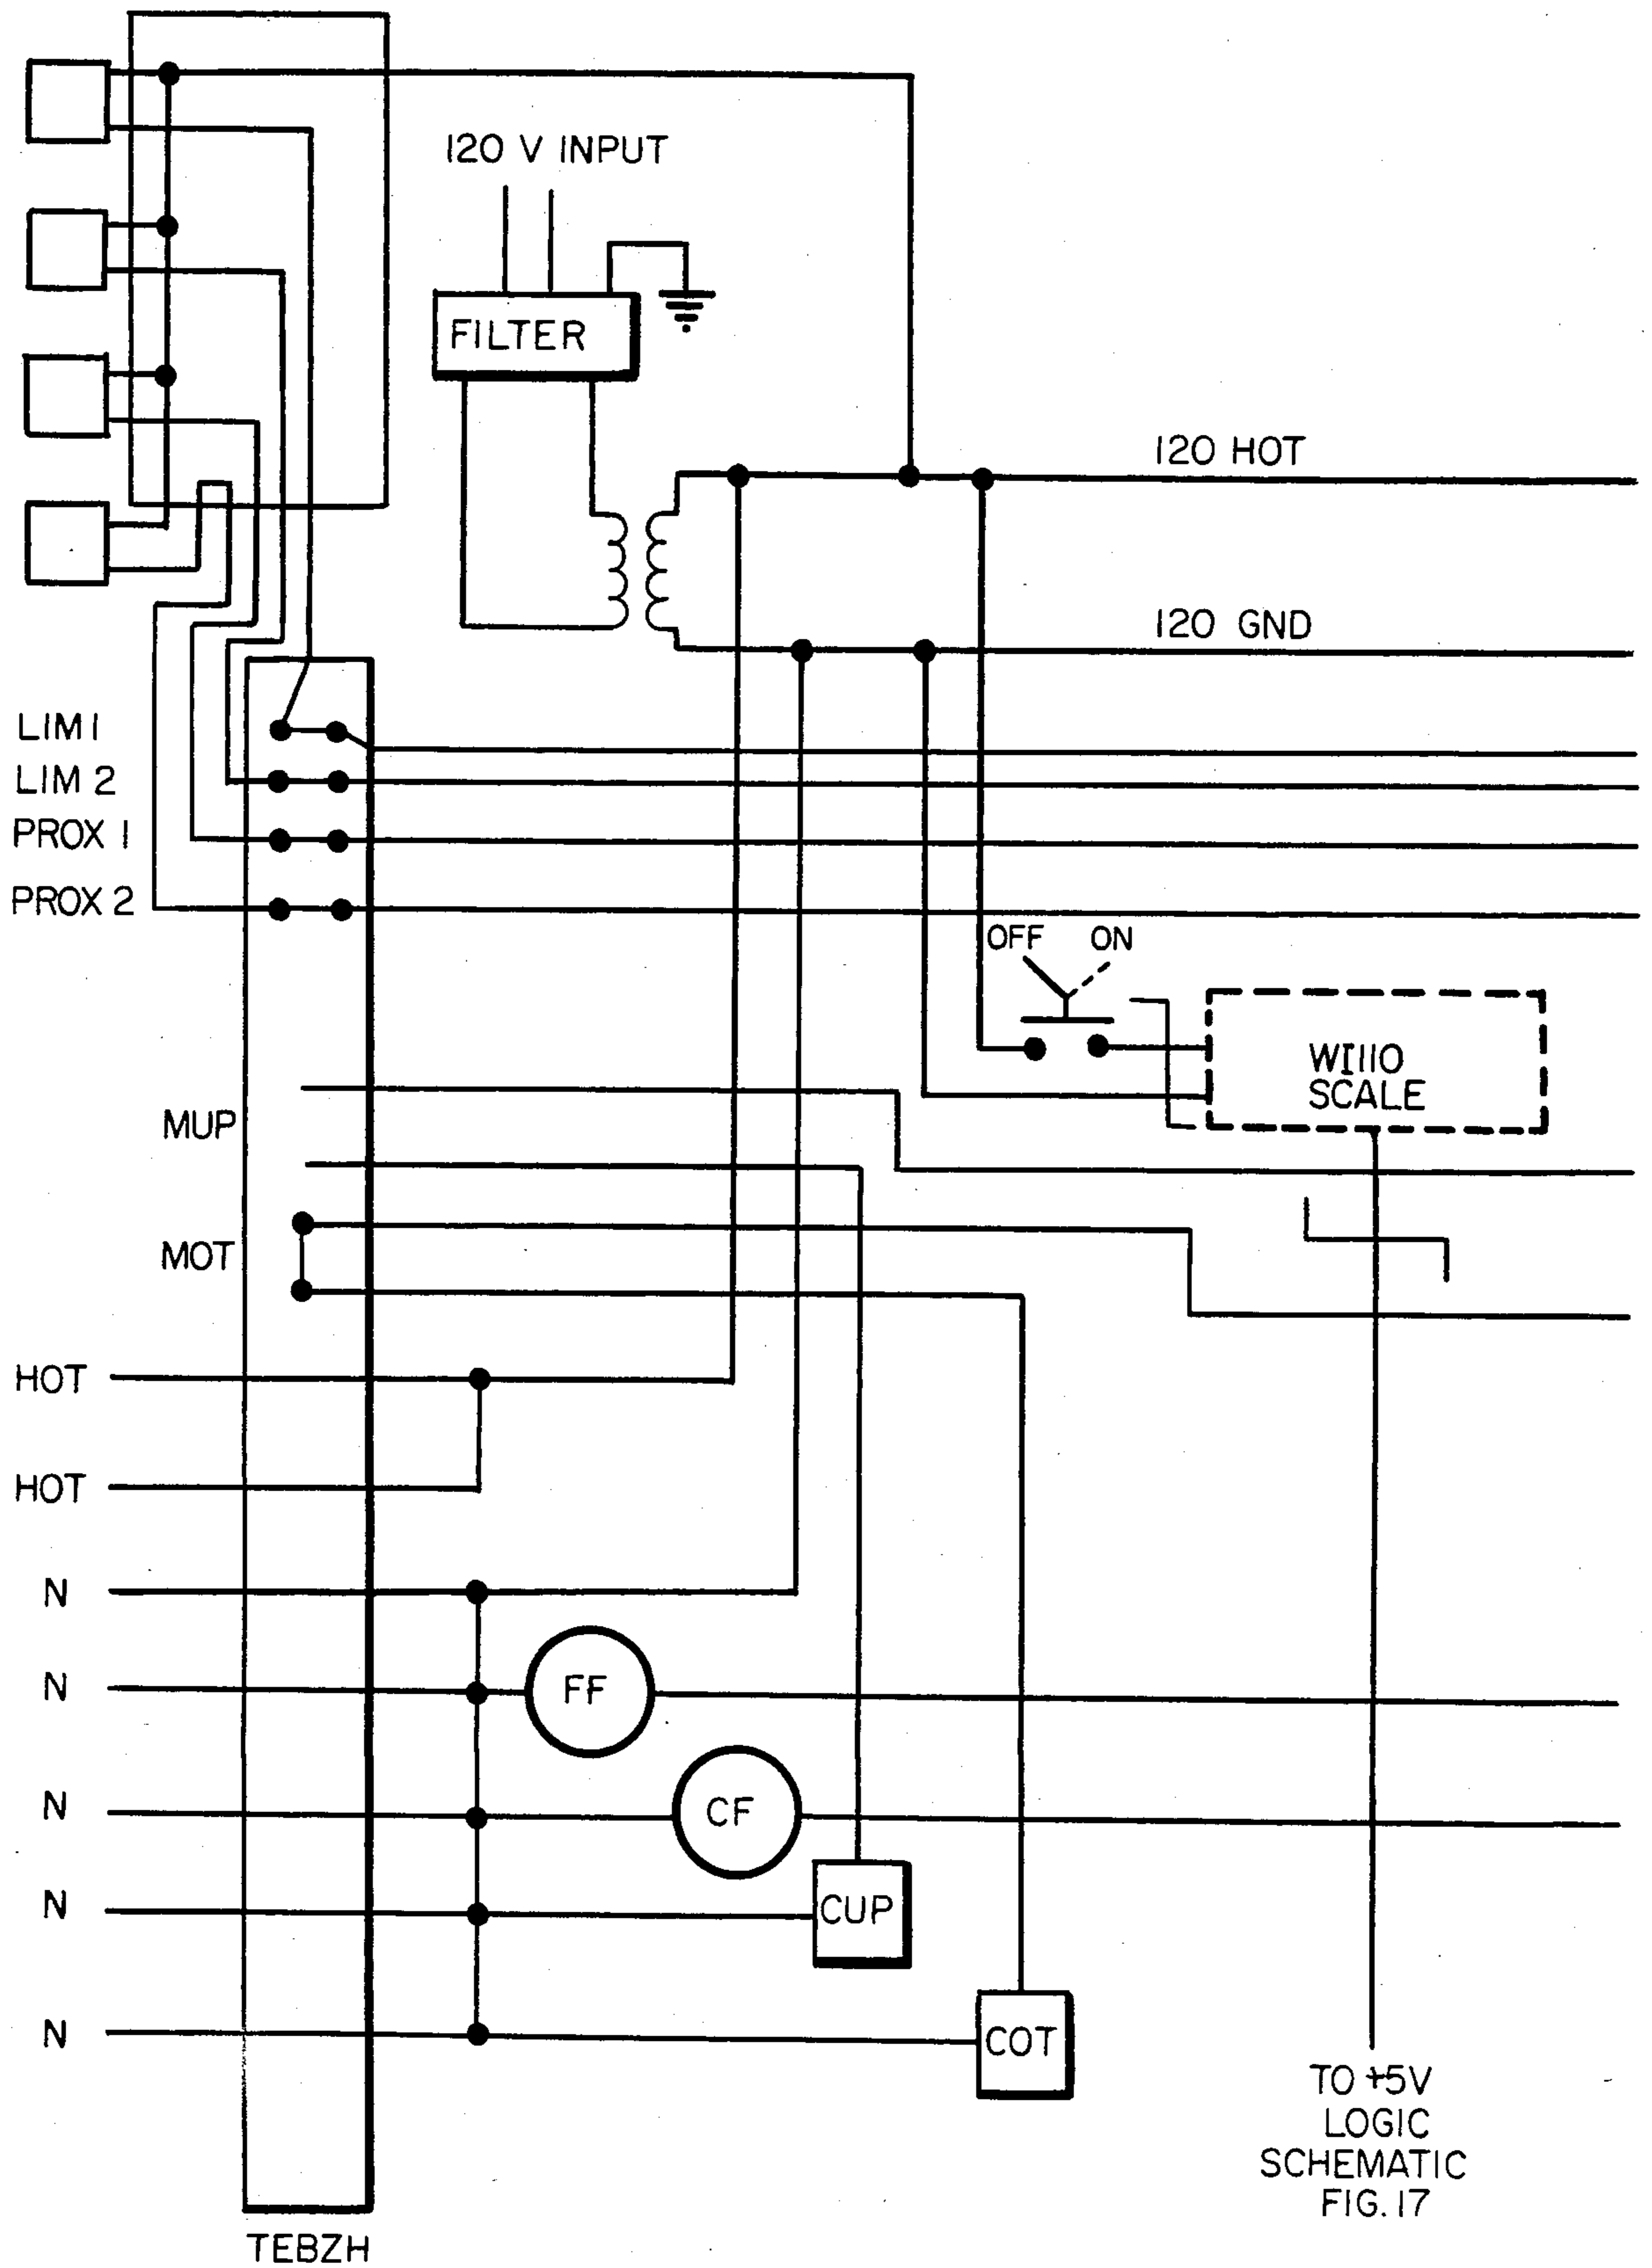 120 V INPUT
FILTER
120 HOT
120 GND
LIM 1
LIM 2
PROX 1
PROX 2
OFF ON
WI110
SCALE
MUP
MOT
HOT
HOT
N
N
FF
N
CF
N
CUP
N
COT
TO +5V
LOGIC
SCHEMATIC
FIG. 17
TEBZH